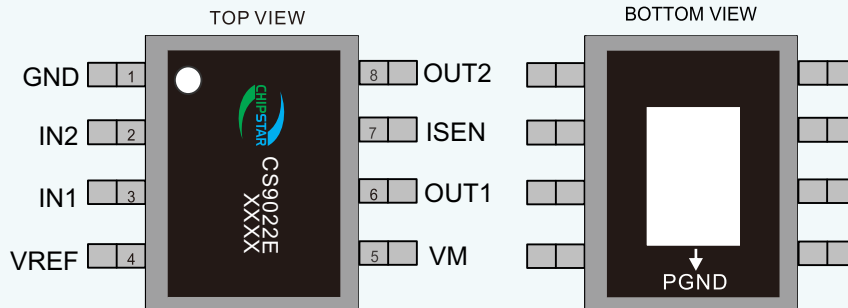 TOP VIEW
BOTTOM VIEW
GND 1
IN2 2
IN1 3
VREF 4
8 OUT2
7 ISEN
6 OUT1
5 VM
CHIPSTAR
CS9022E
XXXX
PGND